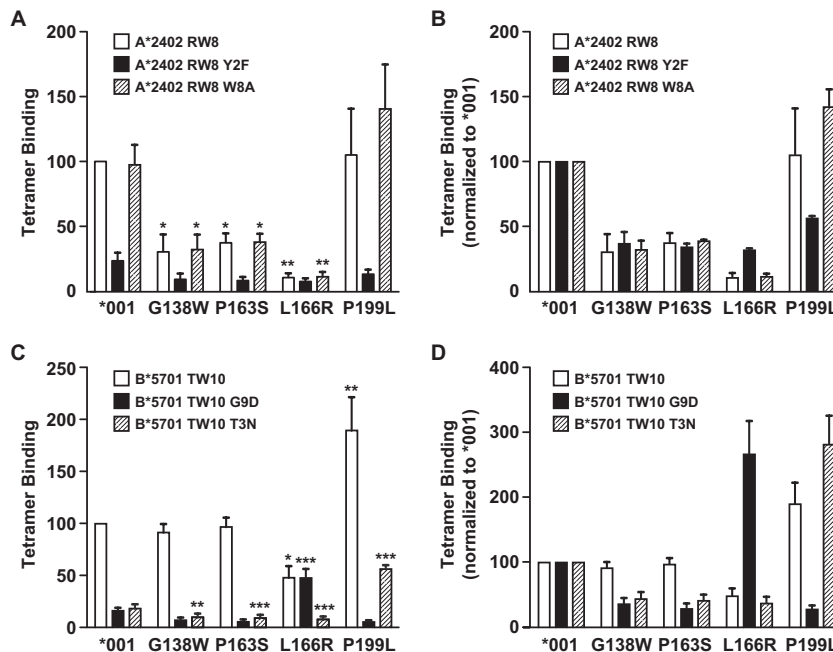 A
200
150
100
50
0
Tetramer Binding
A*2402 RW8
A*2402 RW8 Y2F
A*2402 RW8 W8A
* * * * ** **
*001 G138W P163S L166R P199L
B
200
150
100
50
0
Tetramer Binding
(normalized to *001)
A*2402 RW8
A*2402 RW8 Y2F
A*2402 RW8 W8A
*001 G138W P163S L166R P199L
C
250
200
150
100
50
0
Tetramer Binding
B*5701 TW10
B*5701 TW10 G9D
B*5701 TW10 T3N
** *** * *** *** ** ***
*001 G138W P163S L166R P199L
D
400
300
200
100
0
Tetramer Binding
(normalized to *001)
B*5701 TW10
B*5701 TW10 G9D
B*5701 TW10 T3N
*001 G138W P163S L166R P199L